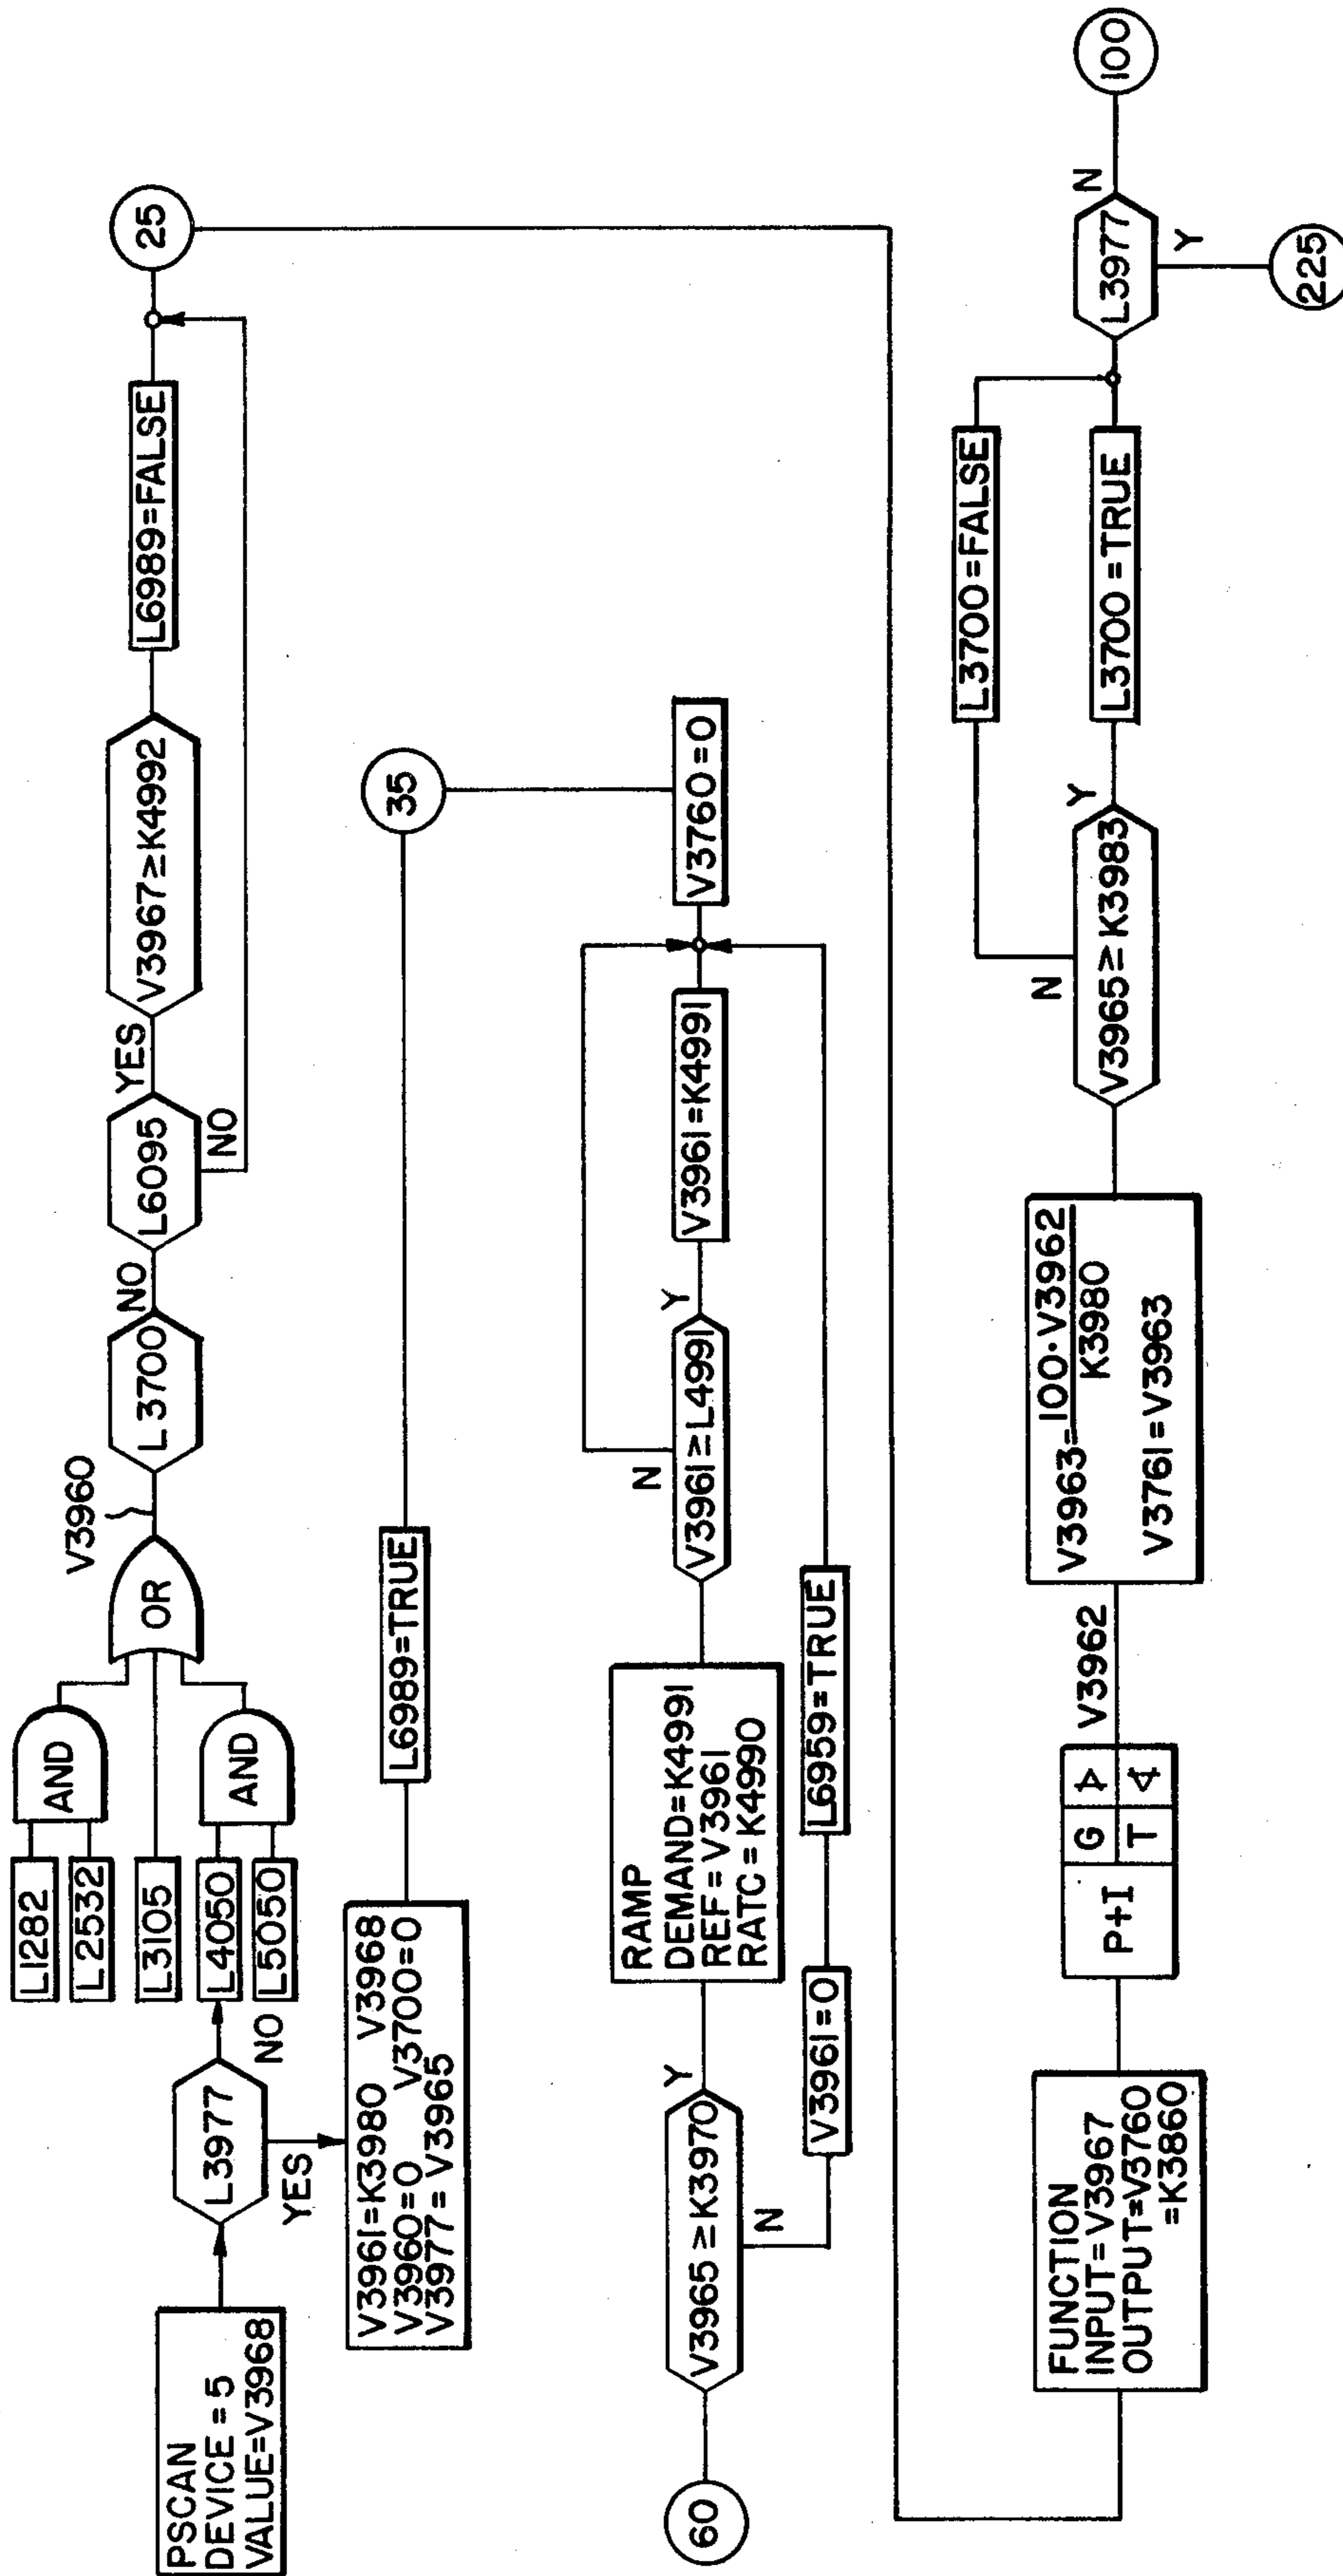 PSCAN
DEVICE = 5
VALUE=V3968
L3977
NO
YES
L1282
L2532
L3105
L4050
L5050
AND
AND
OR
V3960
L3700
NO
L6095
YES
NO
V3967≥K4992
L6989=FALSE
25
V3961=K3980 V3968
V3960=0 V3700=0
V3977=V3965
L6989=TRUE
35
60
V3965≥K3970
Y
N
RAMP
DEMAND=K4991
REF=V3961
RATC=K4990
V3961≥L4991
N
Y
V3961=K4991
V3760=0
V3961=0
L6959=TRUE
FUNCTION
INPUT=V3967
OUTPUT=V3760
=K3860
P+I
G
T
V3962
V3963=100·V3962
K3980
V3761=V3963
V3965≥K3983
N
Y
L3700=FALSE
L3700=TRUE
L3977
N
100
Y
225